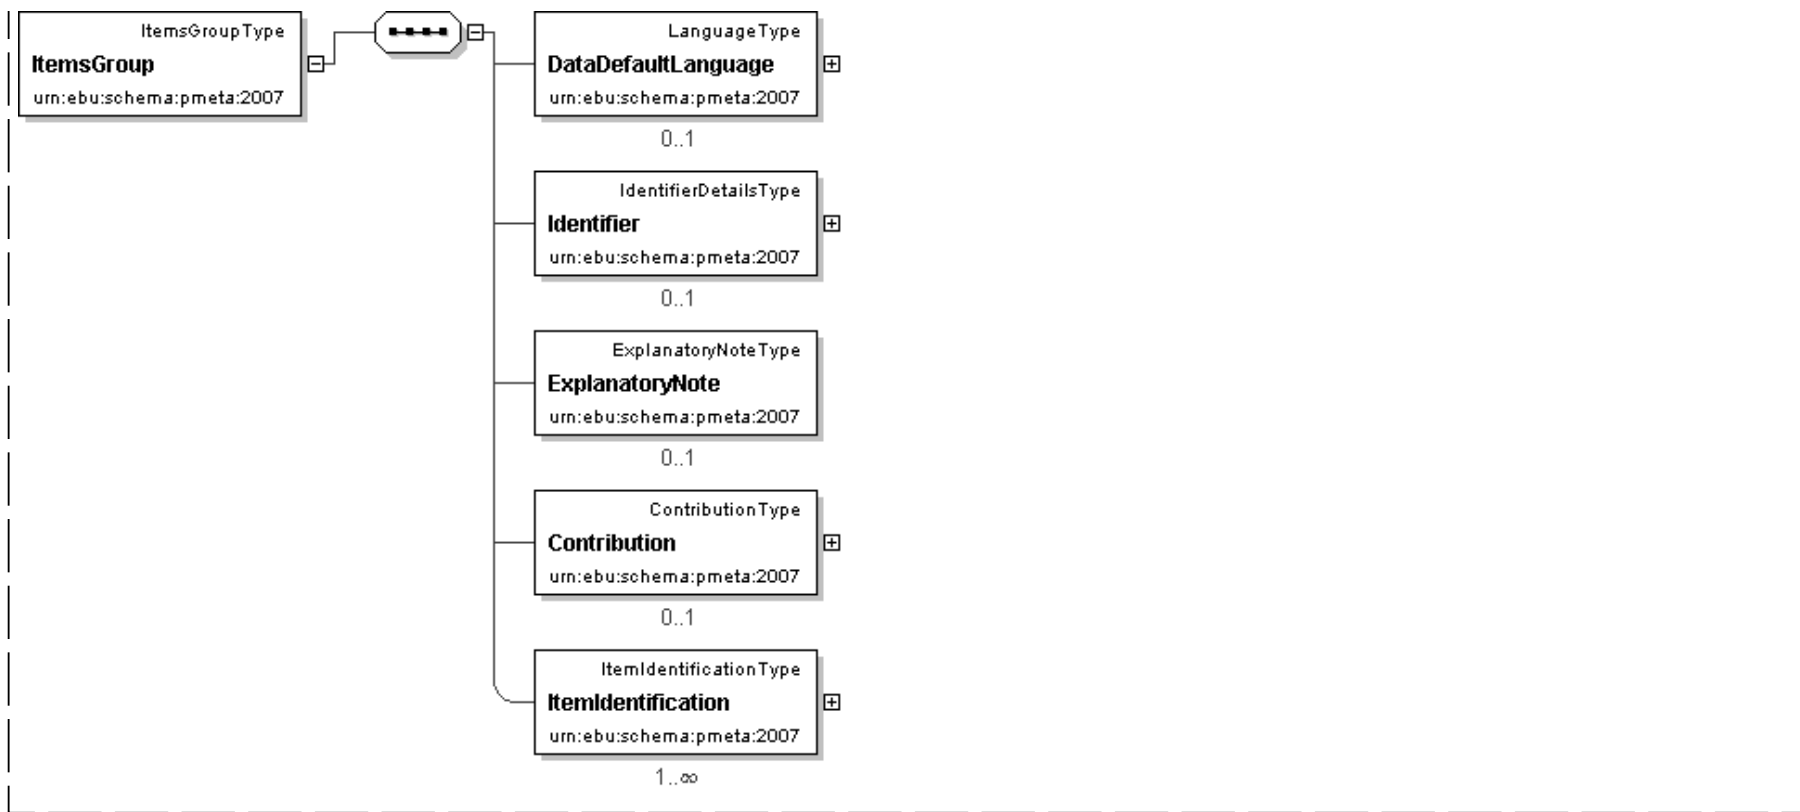 ItemsGroupType
ItemsGroup
urn:ebu:schema:pmeta:2007
LanguageType
DataDefaultLanguage
urn:ebu:schema:pmeta:2007
0..1
IdentifierDetailsType
Identifier
urn:ebu:schema:pmeta:2007
0..1
ExplanatoryNoteType
ExplanatoryNote
urn:ebu:schema:pmeta:2007
0..1
ContributionType
Contribution
urn:ebu:schema:pmeta:2007
0..1
ItemIdentificationType
ItemIdentification
urn:ebu:schema:pmeta:2007
1..∞